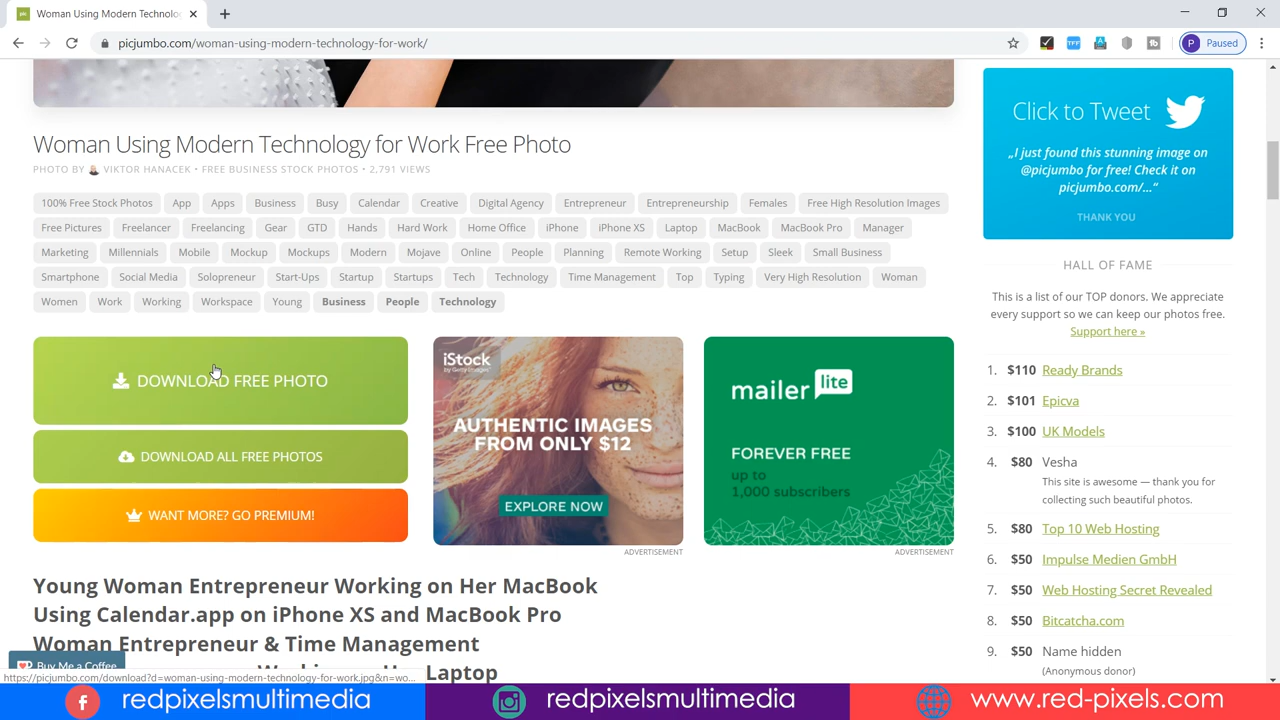 Woman Using Modern Technolog
picjumbo.com/woman-using-modern-technology-for-work/
P Paused
Woman Using Modern Technology for Work Free Photo
PHOTO BY VIKTOR HANACEK • FREE BUSINESS STOCK PHOTOS • 2,791 VIEWS
100% Free Stock Photos App Apps Business Busy Calendar Creative Digital Agency Entrepreneur Entrepreneurship Females Free High Resolution Images
Free Pictures Freelancer Freelancing Gear GTD Hands Hard Work Home Office iPhone iPhone XS Laptop MacBook MacBook Pro Manager
Marketing Millennials Mobile Mockup Mockups Modern Mojave Online People Planning Remote Working Setup Sleek Small Business
Smartphone Social Media Solopreneur Start-Ups Startup Startups Tech Technology Time Management Top Typing Very High Resolution Woman
Women Work Working Workspace Young Business People Technology
DOWNLOAD FREE PHOTO
DOWNLOAD ALL FREE PHOTOS
WANT MORE? GO PREMIUM!
iStock
by Getty Images
AUTHENTIC IMAGES
FROM ONLY $12
EXPLORE NOW
ADVERTISEMENT
mailer lite
FOREVER FREE
up to
1,000 subscribers
ADVERTISEMENT
Young Woman Entrepreneur Working on Her MacBook
Using Calendar.app on iPhone XS and MacBook Pro
Woman Entrepreneur & Time Management
Laptop
Buy Me a Coffee
https://picjumbo.com/download?d=woman-using-modern-technology-for-work.jpg&n=wo...
Click to Tweet
„I just found this stunning image on
@picjumbo for free! Check it on
picjumbo.com/...“
THANK YOU
HALL OF FAME
This is a list of our TOP donors. We appreciate
every support so we can keep our photos free.
Support here »
1. $110 Ready Brands
2. $101 Epicva
3. $100 UK Models
4. $80 Vesha
This site is awesome — thank you for
collecting such beautiful photos.
5. $80 Top 10 Web Hosting
6. $50 Impulse Medien GmbH
7. $50 Web Hosting Secret Revealed
8. $50 Bitcatcha.com
9. $50 Name hidden
(Anonymous donor)
redpixelsmultimedia
redpixelsmultimedia
www.red-pixels.com